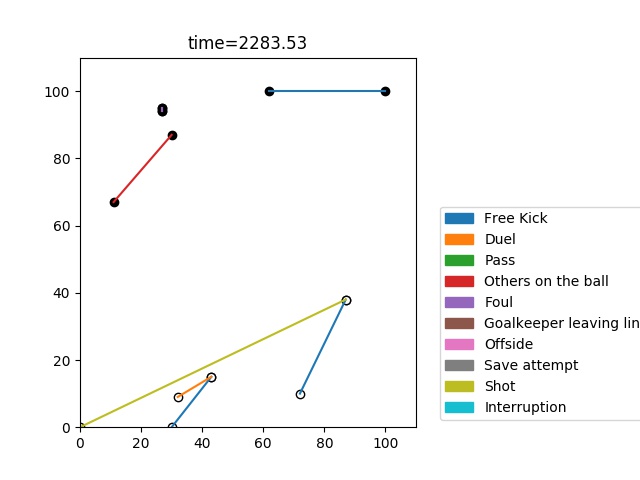 time=2283.53
100
80
60
40
20
0
0 20 40 60 80 100
Free Kick
Duel
Pass
Others on the ball
Foul
Goalkeeper leaving lin
Offside
Save attempt
Shot
Interruption